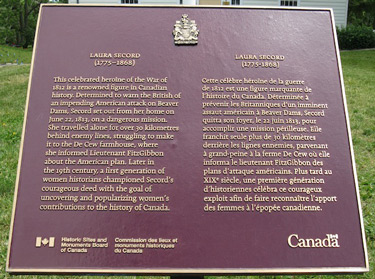 LAURA SECORD
(1775–1868)
This celebrated heroine of the War of
1812 is a renowned figure in Canadian
history. Determined to warn the British of
an impending American attack on Beaver
Dams, Secord set out from her home on
June 22, 1813, on a dangerous mission.
She travelled alone for over 30 kilometres
behind enemy lines, struggling to make
it to the De Cew farmhouse, where
she informed Lieutenant FitzGibbon
about the American plan. Later in
the 19th century, a first generation of
women historians championed Secord's
courageous deed with the goal of
uncovering and popularizing women's
contributions to the history of Canada.
LAURA SECORD
(1775-1868)
Cette célèbre héroïne de la guerre
de 1812 est une figure marquante de
l'histoire du Canada. Déterminée à
prévenir les Britanniques d'un imminent
assaut américain à Beaver Dams, Secord
quitta son foyer, le 22 juin 1813, pour
accomplir une mission périlleuse. Elle
franchit seule plus de 30 kilomètres
derrière les lignes ennemies, parvenant
à grand-peine à la ferme De Cew où elle
informa le lieutenant FitzGibbon des
plans d'attaque américains. Plus tard au
XIXe siècle, une première génération
d'historiennes célébra ce courageux
exploit afin de faire reconnaître l'apport
des femmes à l'épopée canadienne.
Historic Sites and
Monuments Board
of Canada
Commission des lieux et
monuments historiques
du Canada
Canada